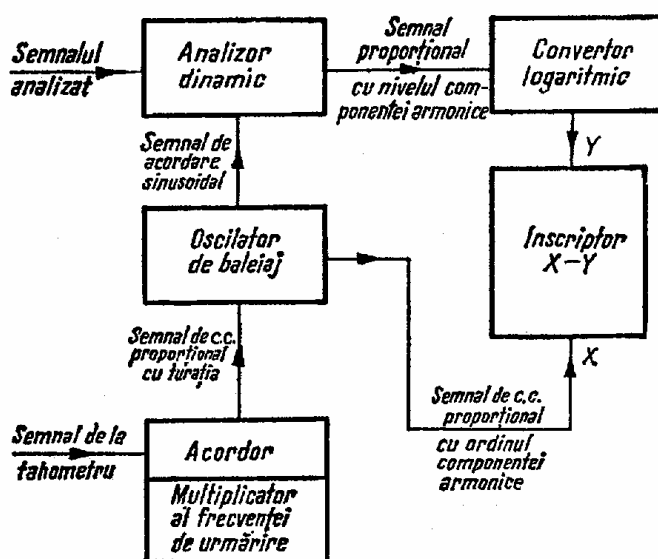 Semnalul
analizat
Analizor
dinamic
Semnal
proporțional
cu nivelul com-
ponentei armonice
Convertor
logaritmic
Semnal de
acordare
sinusoidal
Y
Oscilator
de baleiaj
Inscriptor
X-Y
Semnal de c.c.
proporțional
cu turația
X
Semnal de c.c.
proporțional
cu ordinul
componentei
armonice
Semnal de la
tahometru
Acordor
Multiplicator
al frecvenței
de urmărire